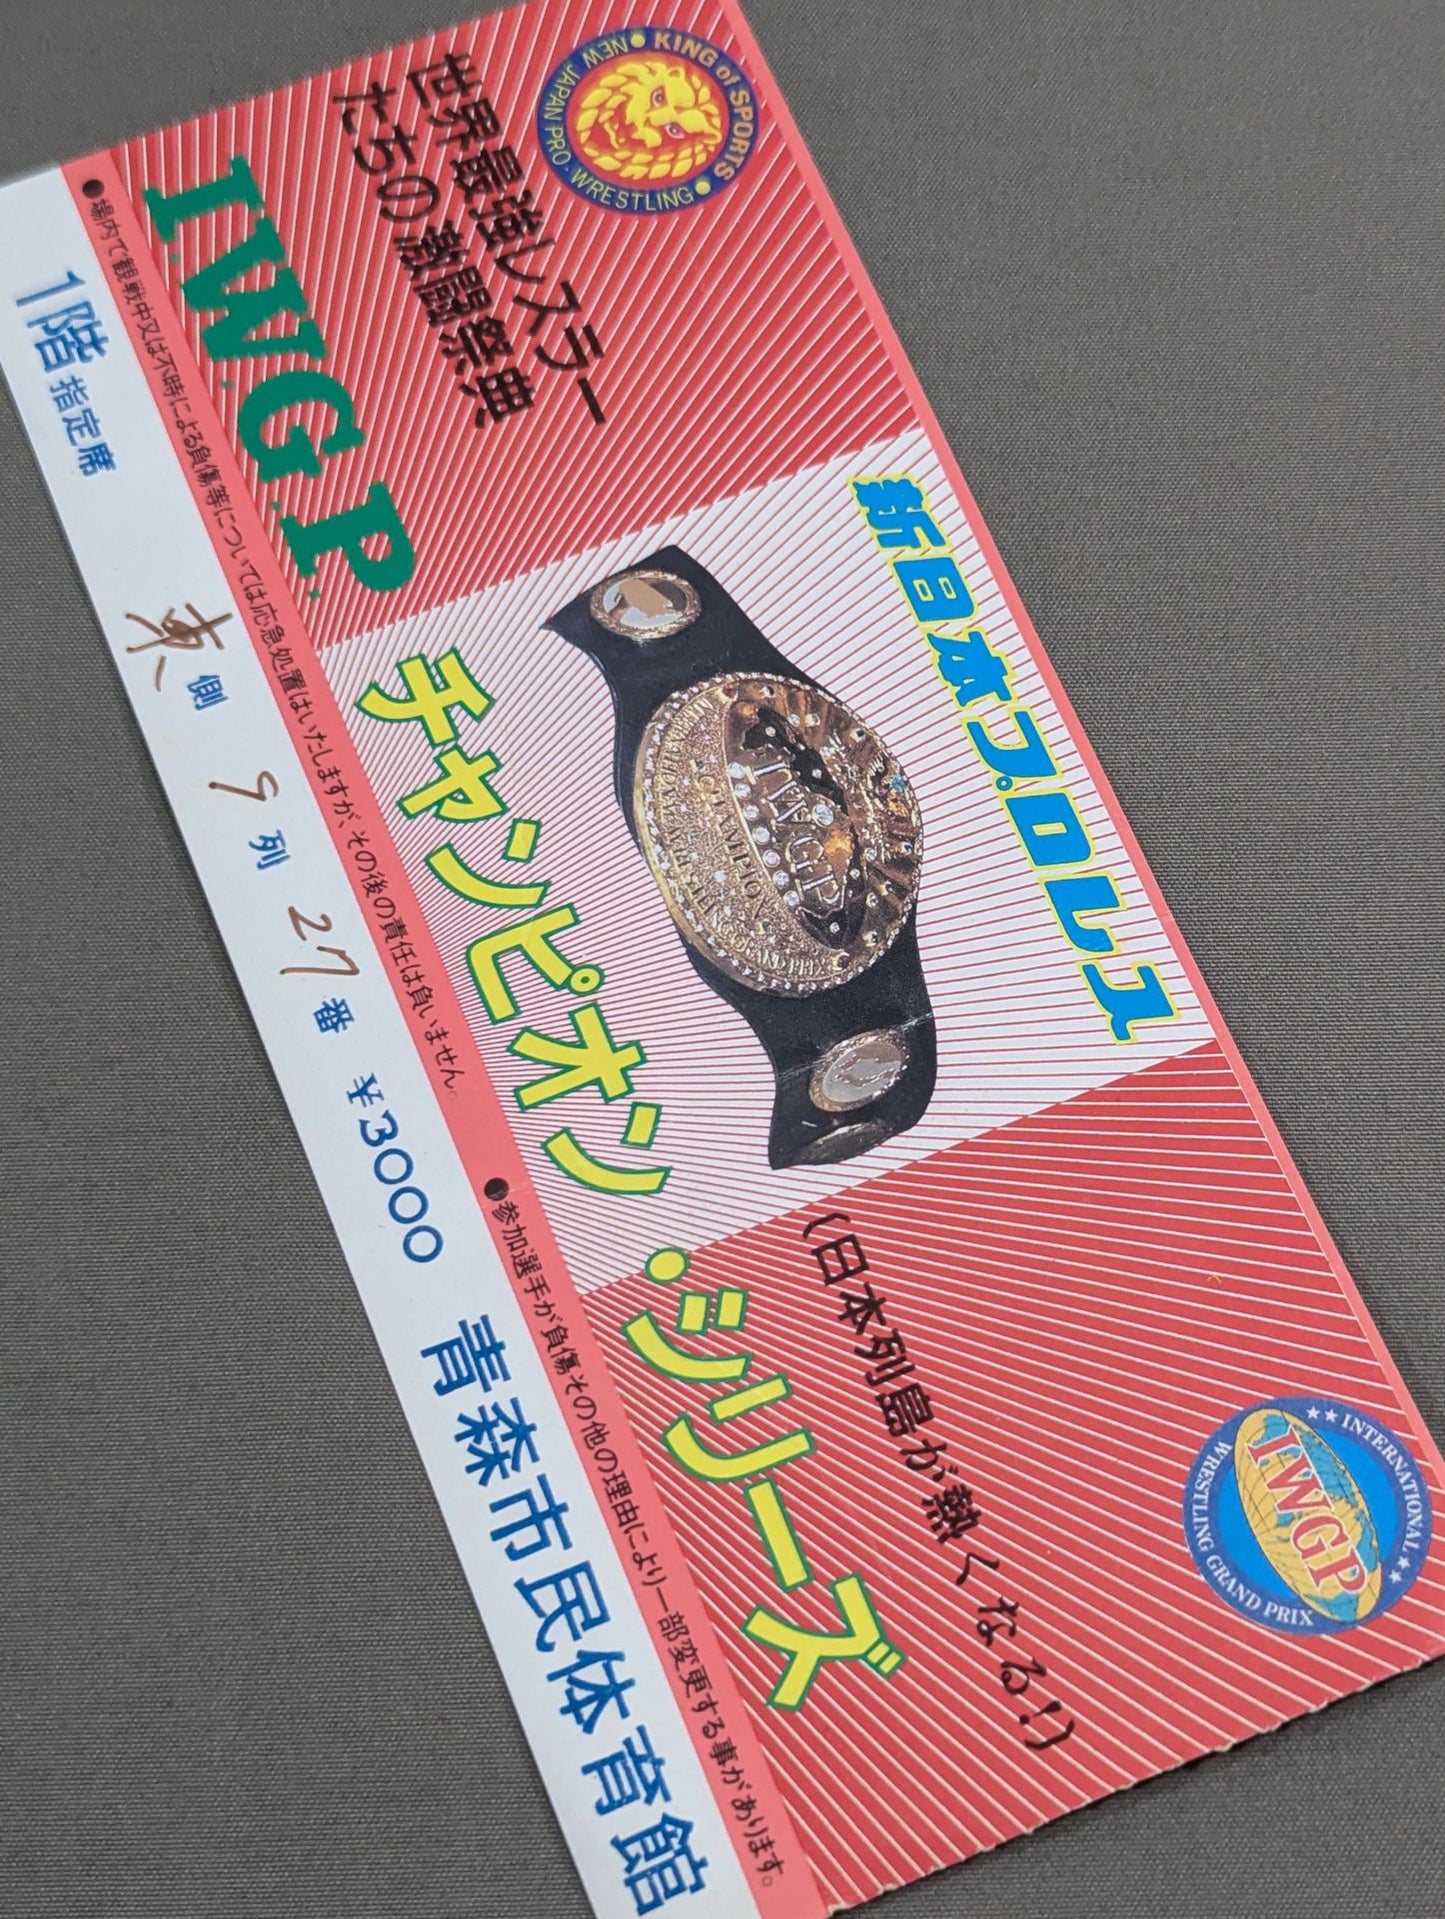 KING of SPORTS
NEW JAPAN PRO-WRESTLING
世界最強レスラー
たちの激闘祭典
新日本プロレス
I.W.G.P.
チャンピオン・シリーズ
(日本列島が熱くなる!)
I.W.G.P.
CHAMPION
WRESTLING GRAND PRIX
INTERNATIONAL
IWGP
WRESTLING GRAND PRIX
●場内で観戦中又は不時による負傷等については応急処置はいたしますが、その後の責任は負いません。
●参加選手が負傷その他の理由により一部変更する事があります。
1階指定席 東側 9列 27番 ¥3000 青森市民体育館